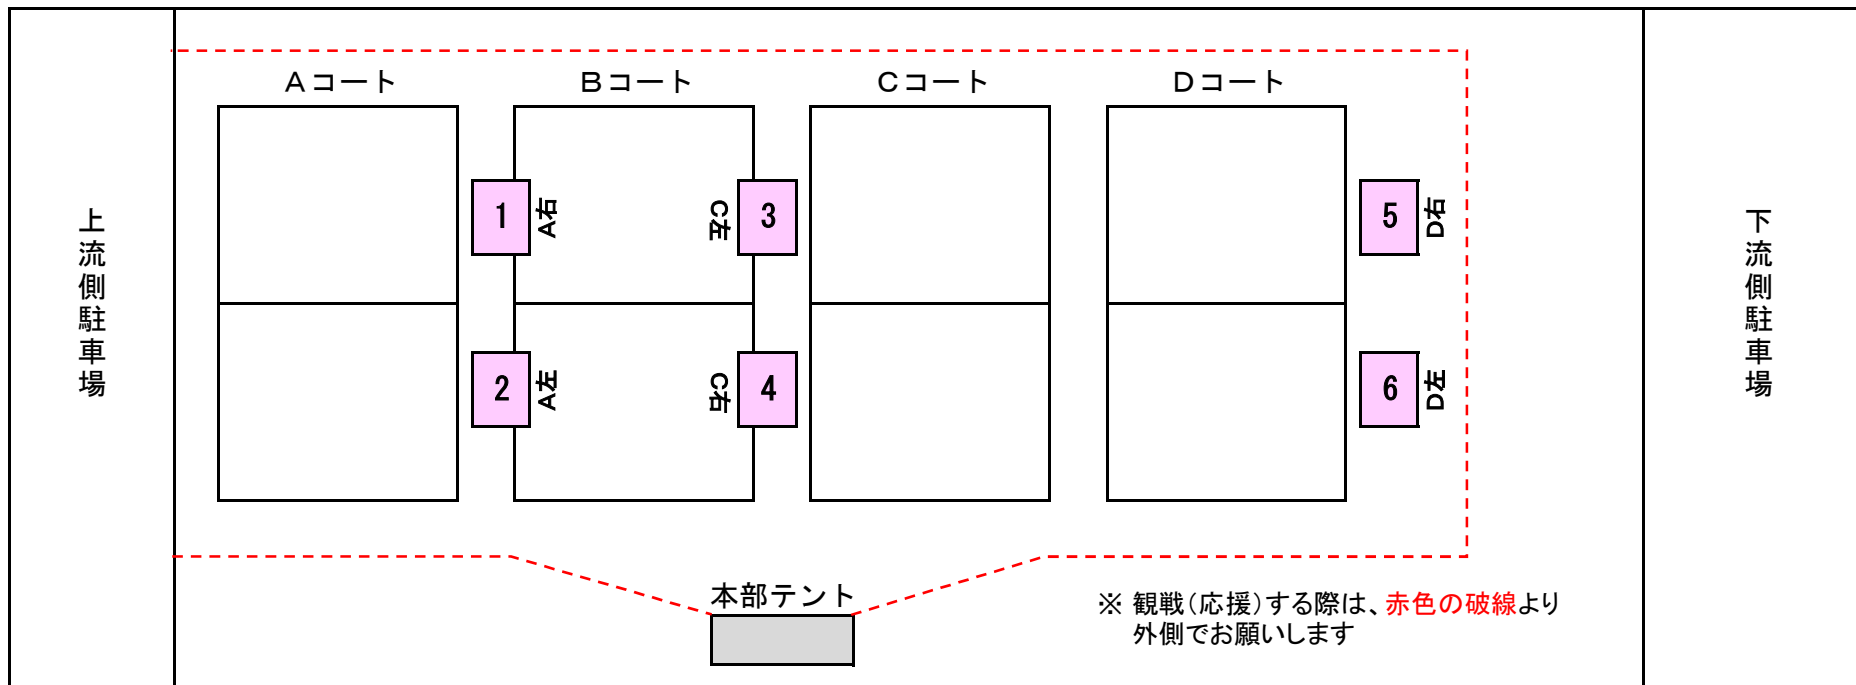 Aコート
Bコート
Cコート
Dコート
上流側駐車場
1
A右
C左
3
5
D右
下流側駐車場
2
A左
C右
4
6
D左
本部テント
※ 観戦(応援)する際は、赤色の破線より
外側でお願いします